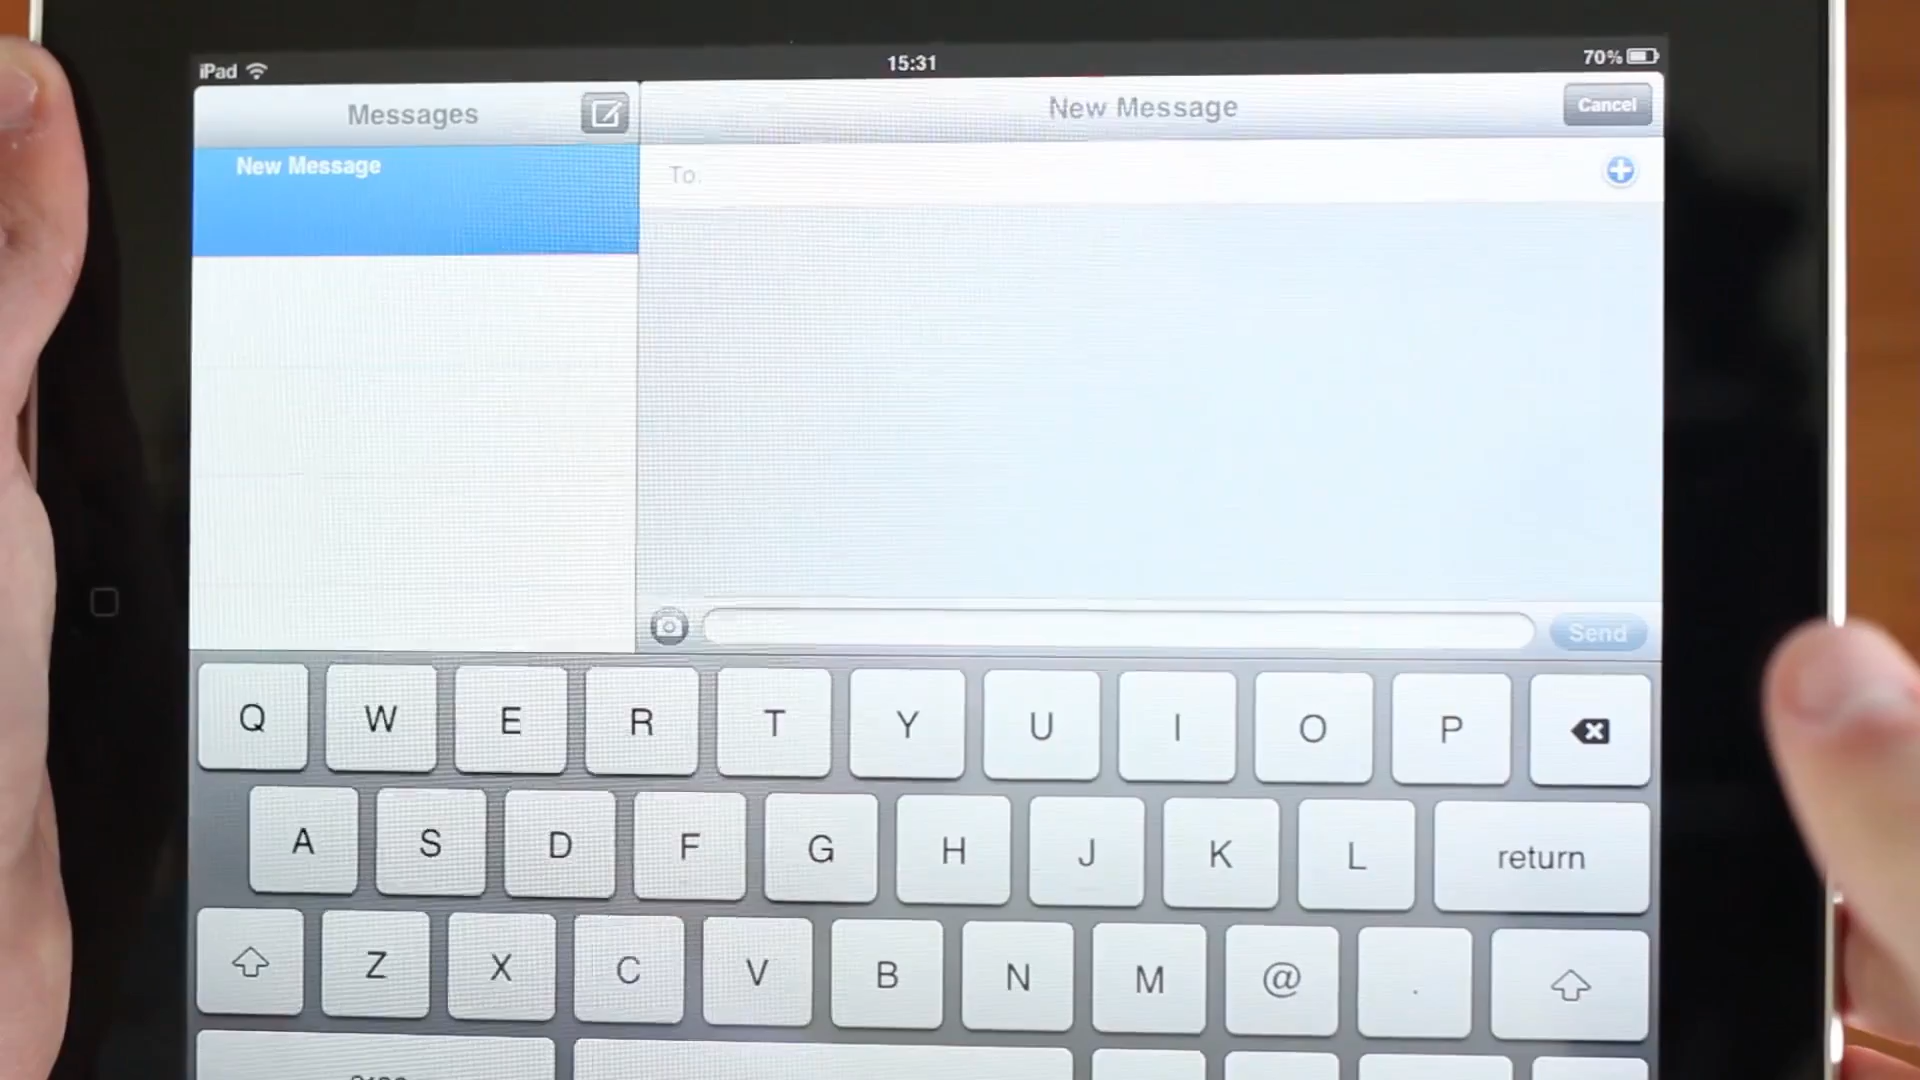 iPad 15:31 70%
Messages New Message Cancel
New Message
To:
Send
Q W E R T Y U I O P
A S D F G H J K L return
Z X C V B N M @ .